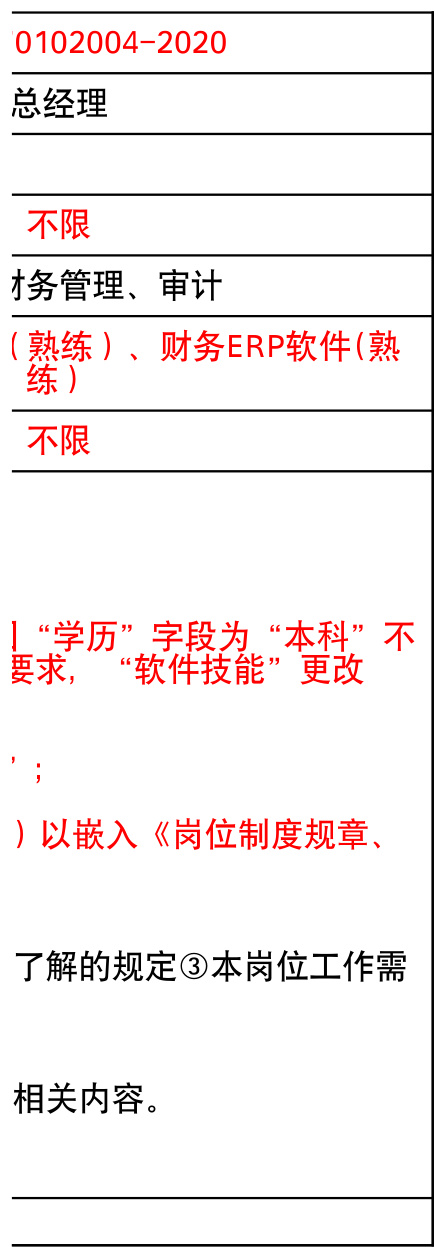 0102004-2020
总经理
不限
财务管理、审计
(熟练)、财务ERP软件(熟
练)
不限
“学历”字段为“本科”不
要求，“软件技能”更改
”；
)以嵌入《岗位制度规章、
了解的规定③本岗位工作需
相关内容。